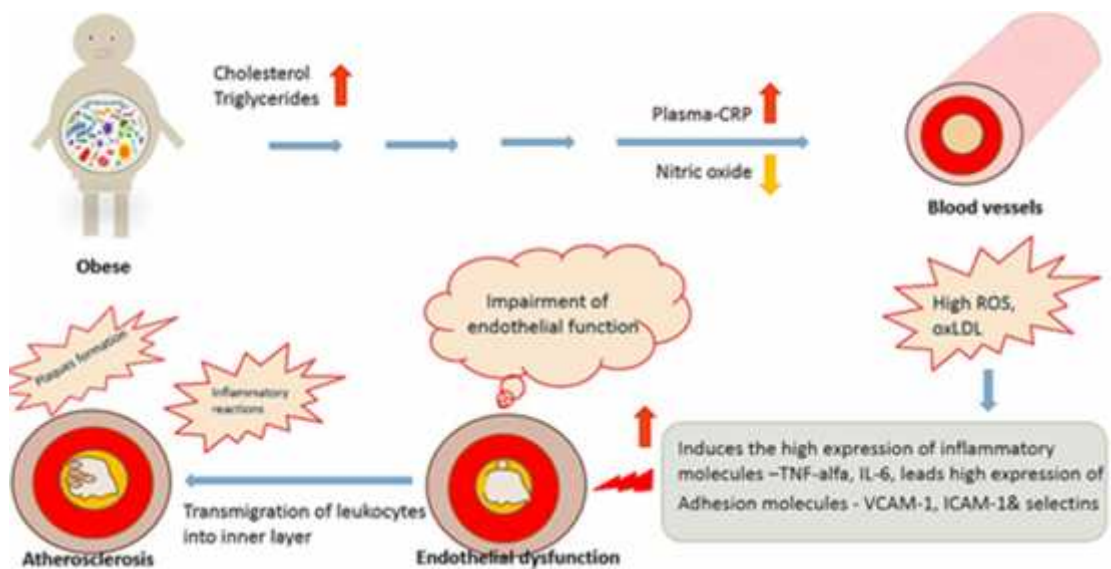 Cholesterol
Triglycerides
Plasma-CRP
Nitric oxide
Blood vessels
Obese
Impairment of
endothelial function
High ROS,
oxLDL
Plaques formation
Inflammatory
reactions
Induces the high expression of inflammatory
molecules –TNF-alfa, IL-6, leads high expression of
Adhesion molecules - VCAM-1, ICAM-1& selectins
Transmigration of leukocytes
into inner layer
Atherosclerosis
Endothelial dysfunction